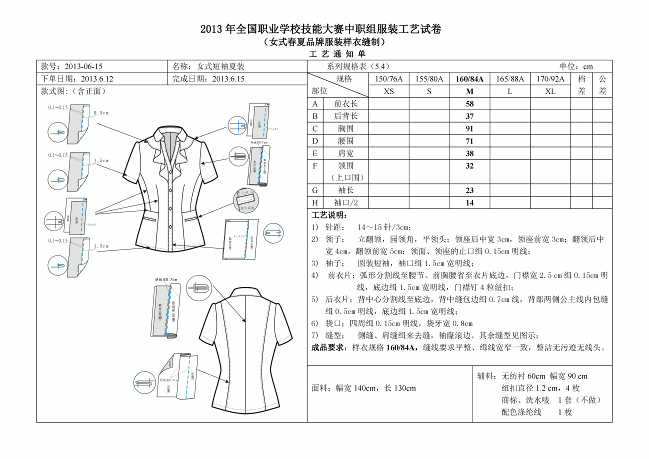 2013 年全国职业学校技能大赛中职组服装工艺试卷
（女式春夏品牌服装样衣缝制）
工 艺 通 知 单
款号：2013-06-15 名称：女式短袖夏装 系列规格表（5.4） 单位：cm
下单日期：2013.6.12 完成日期：2013.6.15 规格 150/76A 155/80A 160/84A 165/88A 170/92A 档差 公差
部位 XS S M L XL
款式图：（含正面）
A 前衣长 58
B 后背长 37
C 胸围 91
D 腰围 71
E 肩宽 38
F 领围（上口围） 32
G 袖长 23
H 袖口/2 14
0.1~0.15
0.5cm
0.1~0.15
1.5cm
0.1~0.15
1.5cm
工艺说明：
1) 针距： 14～15 针/3cm；
2) 领子： 立翻领，圆领角，平领头；领座后中宽 3cm，领座前宽 3cm；翻领后中
宽 4cm，翻领前宽 5cm；领面、领座的止口缉 0.15cm 明线；
3) 袖子： 圆装短袖，袖口缉 1.5cm 宽明线；
4) 前衣片：弧形分割线至腰节、前胸腰省至衣片底边，门襟宽 2.5 cm 缉 0.15cm 明
线，底边缉 1.5cm 宽明线，门襟钉 4 粒纽扣；
5) 后衣片：背中心分割线至底边，背中缝包边缉 0.7cm 线，背部两侧公主线内包缝
缉 0.5cm 明线，底边缉 1.5cm 宽明线；
6) 袋口：四周缉 0.15cm 明线，袋牙宽 0.8cm
7) 缝型： 侧缝、肩缝缉来去缝，袖窿滚边，其余缝型见图示；
成品要求：样衣规格 160/84A，缝线要求平整、缉线宽窄一致，整洁无污迹无线头。
面料：幅宽 140cm，长 130cm
辅料：无纺衬 60cm 幅宽 90 cm
纽扣直径 1.2 cm，4 枚
商标、洗水唛 1 套（不做）
配色涤纶线 1 枚